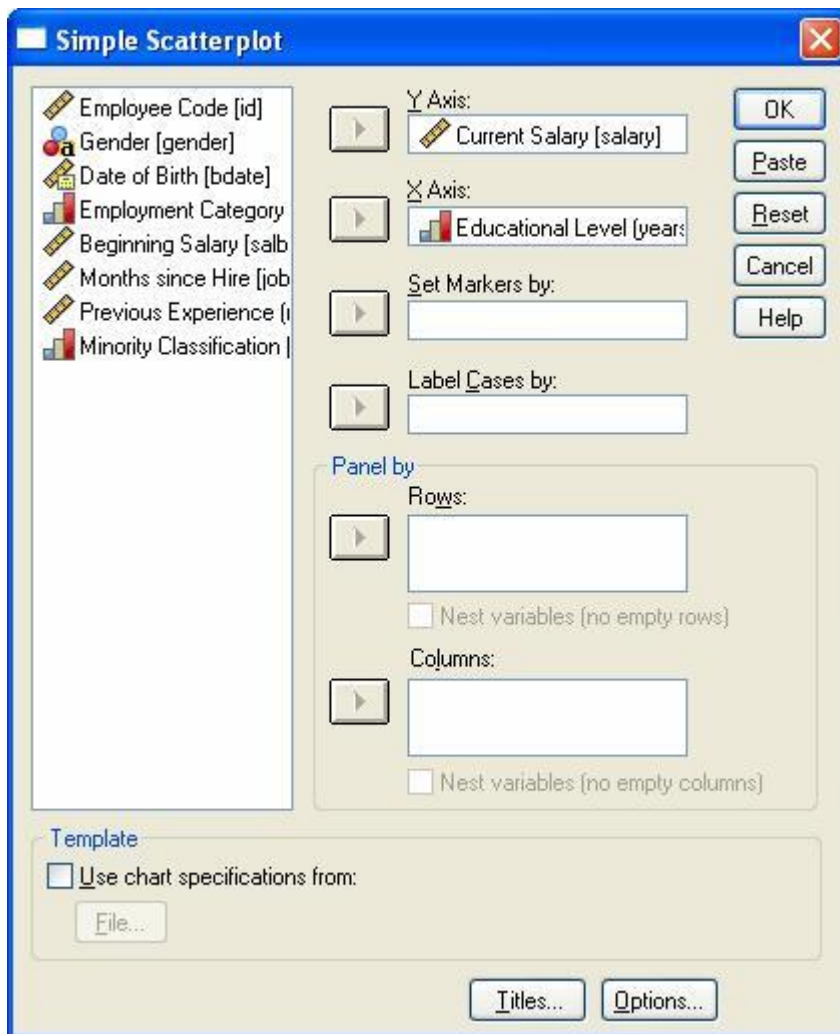 Simple Scatterplot
Employee Code [id]
Gender [gender]
Date of Birth [bdate]
Employment Category
Beginning Salary [salb
Months since Hire [job
Previous Experience (
Minority Classification [
Y Axis:
Current Salary [salary]
X Axis:
Educational Level (years
Set Markers by:
Label Cases by:
Panel by
Rows:
Nest variables (no empty rows)
Columns:
Nest variables (no empty columns)
OK
Paste
Reset
Cancel
Help
Template
Use chart specifications from:
File...
Titles...
Options...